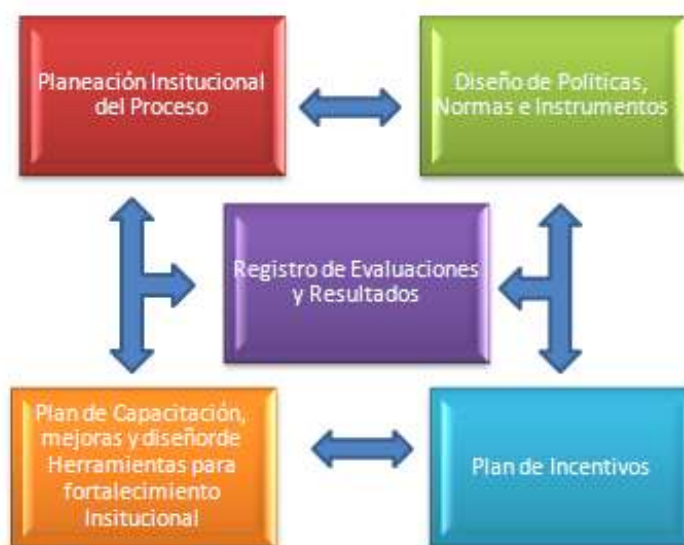 Planeación Insitucional
del Proceso
Diseño de Políticas,
Normas e Instrumentos
Registro de Evaluaciones
y Resultados
Plan de Capacitación,
mejoras y diseñorde
Herramientas para
fortalecimiento
Insitucional
Plan de Incentivos